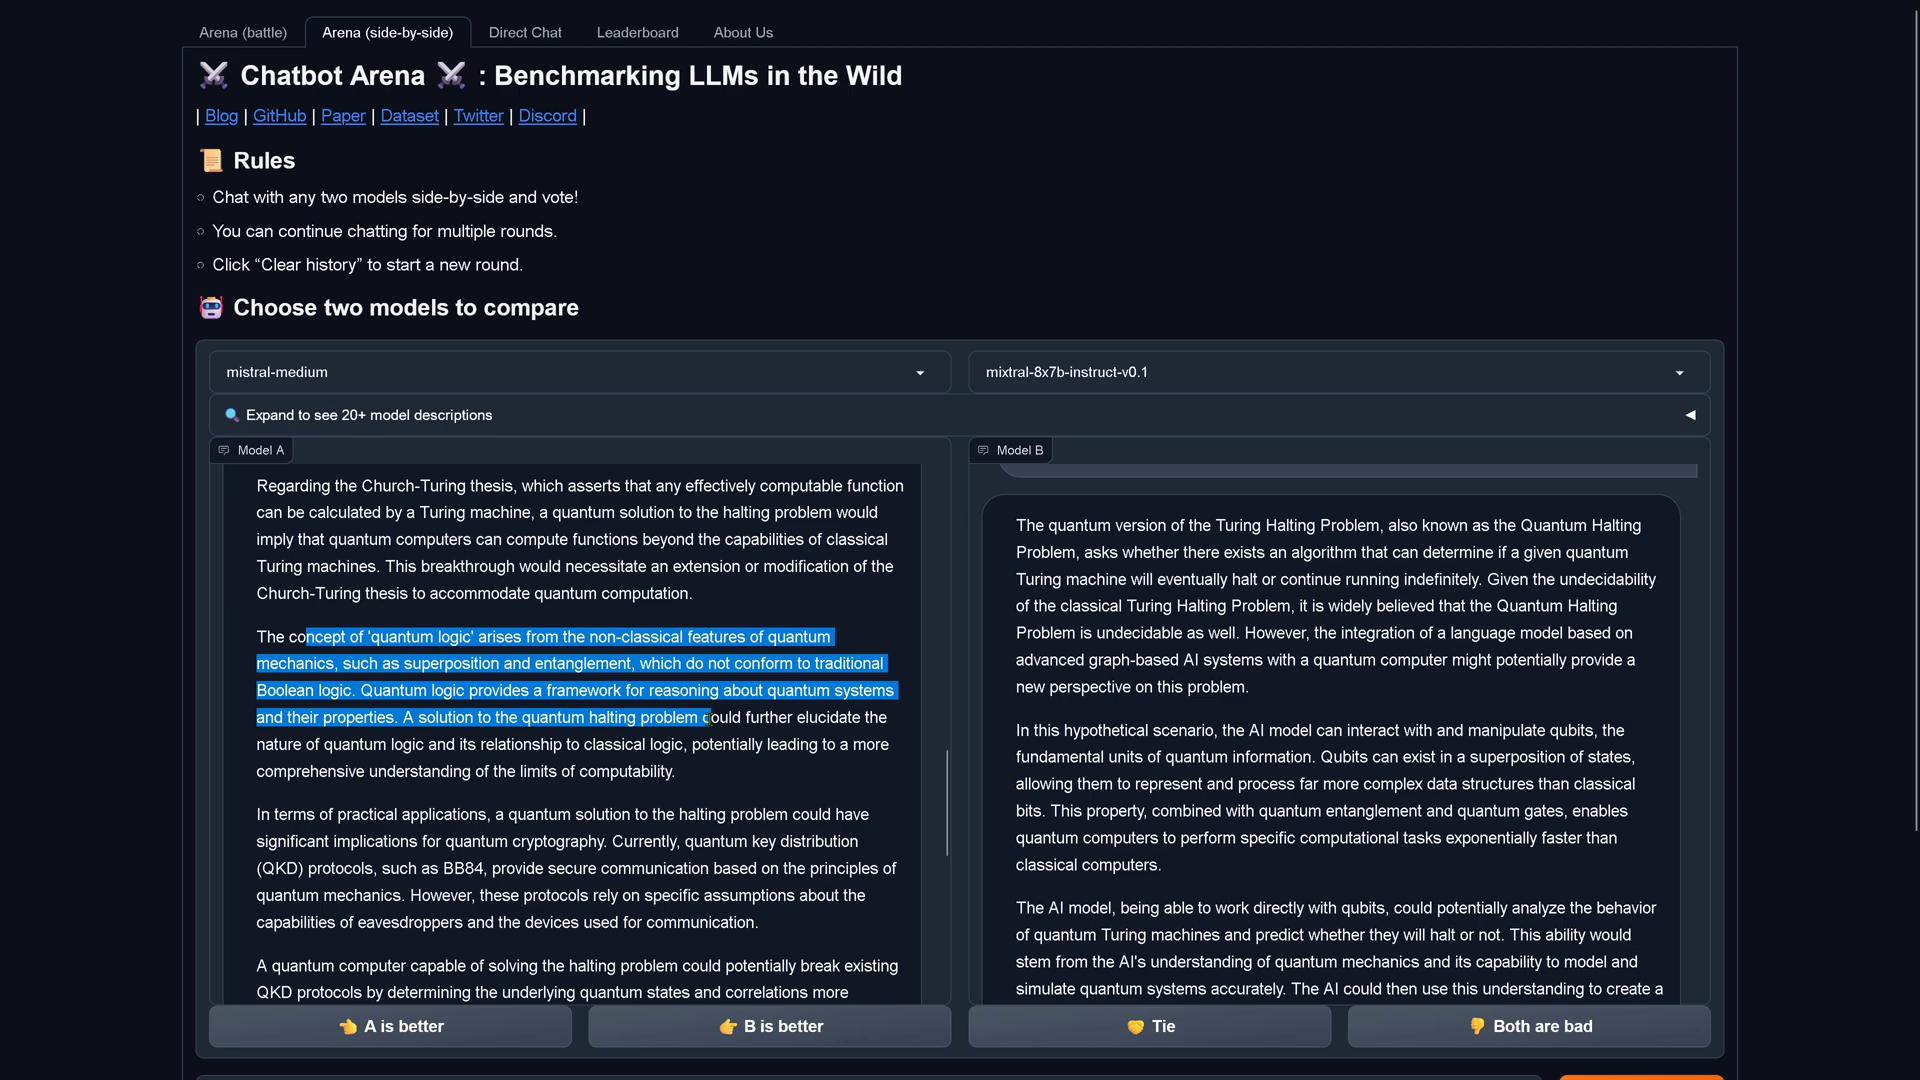 Arena (battle)
Arena (side-by-side)
Direct Chat
Leaderboard
About Us
⚔️ Chatbot Arena ⚔️ : Benchmarking LLMs in the Wild
| Blog | GitHub | Paper | Dataset | Twitter | Discord |
📜 Rules
Chat with any two models side-by-side and vote!
You can continue chatting for multiple rounds.
Click “Clear history” to start a new round.
🤖 Choose two models to compare
mistral-medium
mixtral-8x7b-instruct-v0.1
🔍 Expand to see 20+ model descriptions
Model A
Regarding the Church-Turing thesis, which asserts that any effectively computable function
can be calculated by a Turing machine, a quantum solution to the halting problem would
imply that quantum computers can compute functions beyond the capabilities of classical
Turing machines. This breakthrough would necessitate an extension or modification of the
Church-Turing thesis to accommodate quantum computation.
The concept of 'quantum logic' arises from the non-classical features of quantum
mechanics, such as superposition and entanglement, which do not conform to traditional
Boolean logic. Quantum logic provides a framework for reasoning about quantum systems
and their properties. A solution to the quantum halting problem could further elucidate the
nature of quantum logic and its relationship to classical logic, potentially leading to a more
comprehensive understanding of the limits of computability.
In terms of practical applications, a quantum solution to the halting problem could have
significant implications for quantum cryptography. Currently, quantum key distribution
(QKD) protocols, such as BB84, provide secure communication based on the principles of
quantum mechanics. However, these protocols rely on specific assumptions about the
capabilities of eavesdroppers and the devices used for communication.
A quantum computer capable of solving the halting problem could potentially break existing
QKD protocols by determining the underlying quantum states and correlations more
Model B
The quantum version of the Turing Halting Problem, also known as the Quantum Halting
Problem, asks whether there exists an algorithm that can determine if a given quantum
Turing machine will eventually halt or continue running indefinitely. Given the undecidability
of the classical Turing Halting Problem, it is widely believed that the Quantum Halting
Problem is undecidable as well. However, the integration of a language model based on
advanced graph-based AI systems with a quantum computer might potentially provide a
new perspective on this problem.
In this hypothetical scenario, the AI model can interact with and manipulate qubits, the
fundamental units of quantum information. Qubits can exist in a superposition of states,
allowing them to represent and process far more complex data structures than classical
bits. This property, combined with quantum entanglement and quantum gates, enables
quantum computers to perform specific computational tasks exponentially faster than
classical computers.
The AI model, being able to work directly with qubits, could potentially analyze the behavior
of quantum Turing machines and predict whether they will halt or not. This ability would
stem from the AI's understanding of quantum mechanics and its capability to model and
simulate quantum systems accurately. The AI could then use this understanding to create a
👈 A is better
👉 B is better
🤝 Tie
👎 Both are bad